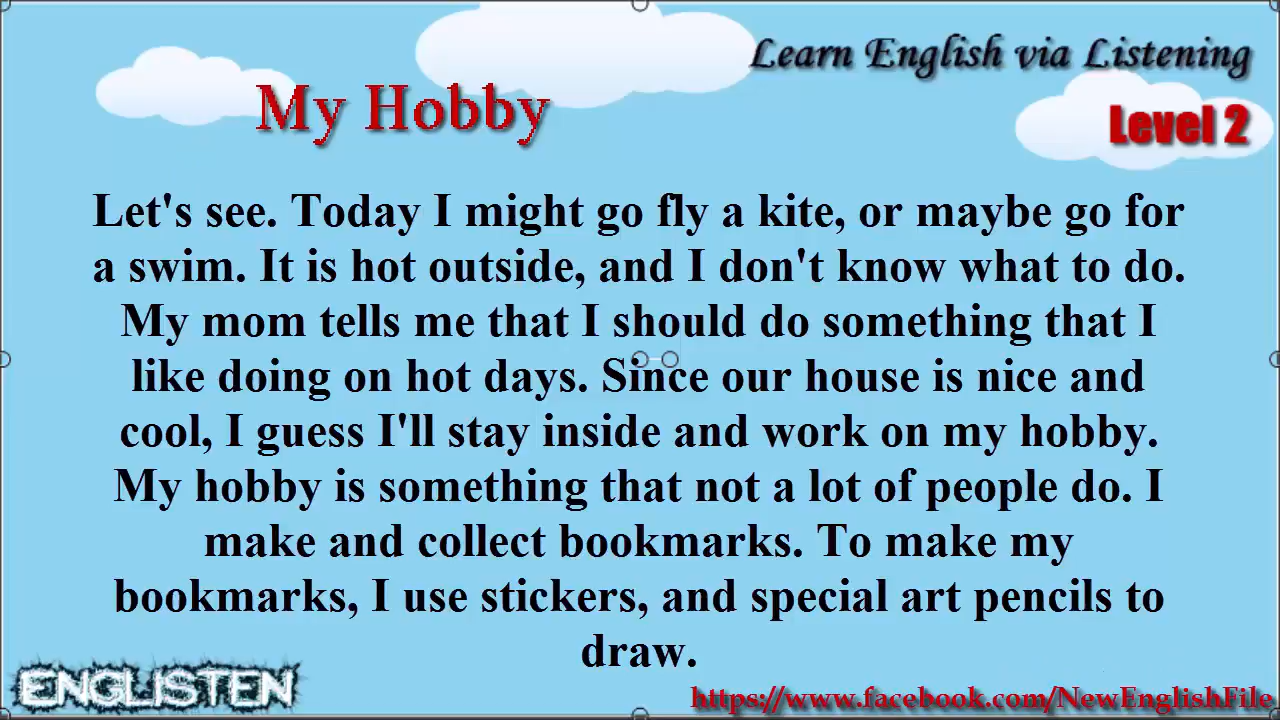 Learn English via Listening
My Hobby
Level 2
Let's see. Today I might go fly a kite, or maybe go for
a swim. It is hot outside, and I don't know what to do.
My mom tells me that I should do something that I
like doing on hot days. Since our house is nice and
cool, I guess I'll stay inside and work on my hobby.
My hobby is something that not a lot of people do. I
make and collect bookmarks. To make my
bookmarks, I use stickers, and special art pencils to
draw.
ENGLISTEN
https://www.facebook.com/NewEnglishFile